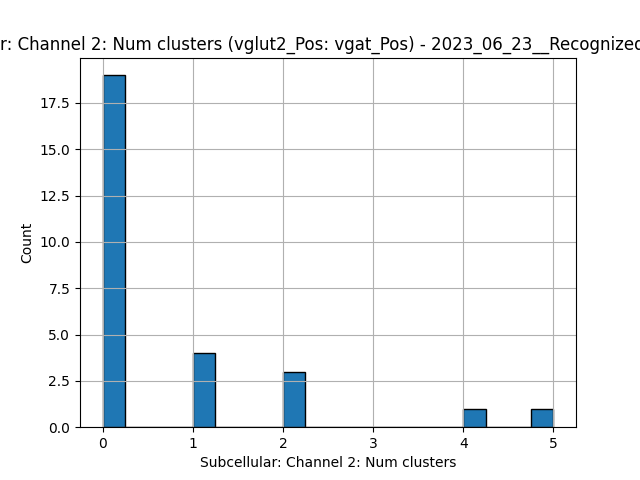 r: Channel 2: Num clusters (vglut2_Pos: vgat_Pos) - 2023_06_23__Recognized
17.5
15.0
12.5
10.0
7.5
5.0
2.5
0.0
Count
0 1 2 3 4 5
Subcellular: Channel 2: Num clusters